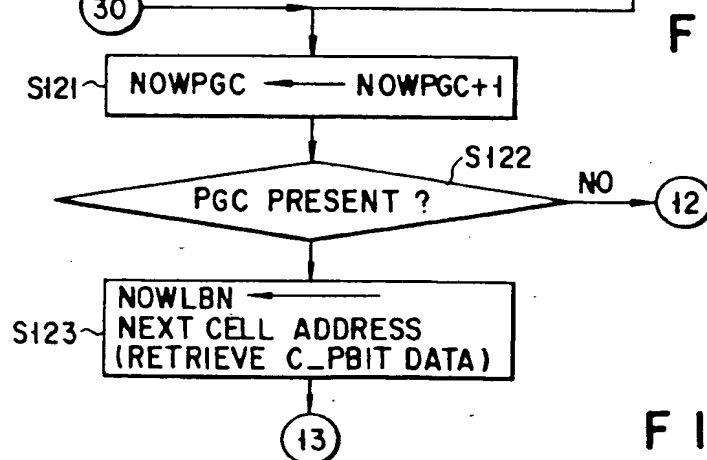 30
F
S121 NOWPGC ← NOWPGC+1
S122
PGC PRESENT ?
NO
12
NOWLBN ←
S123 NEXT CELL ADDRESS
(RETRIEVE C_PBIT DATA)
13
F I